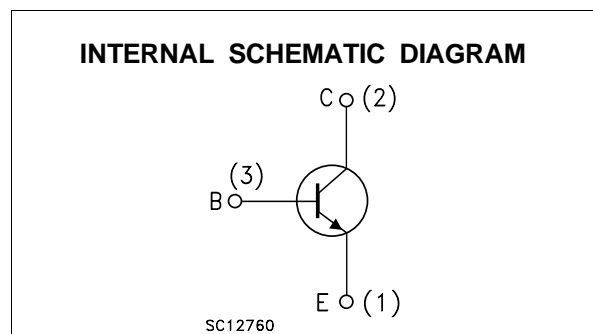 INTERNAL SCHEMATIC DIAGRAM
C (2)
(3)
B
E (1)
SC12760